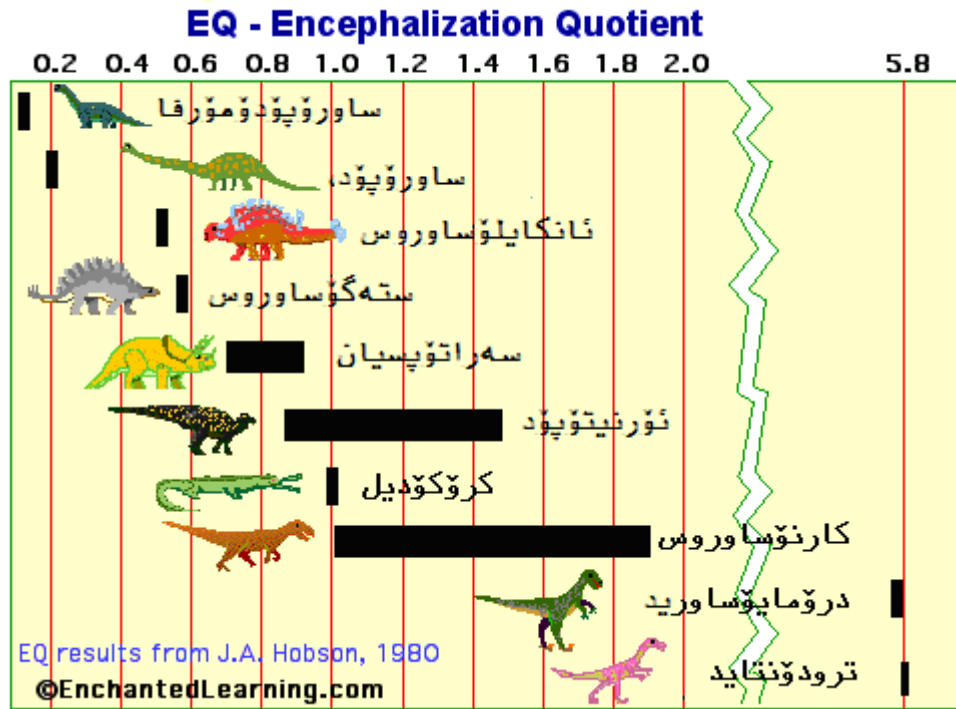 EQ - Encephalization Quotient
0.2 0.4 0.6 0.8 1.0 1.2 1.4 1.6 1.8 2.0 5.8
ساورۆپۆدۆمۆرفا
ساورۆپۆد،
ئانکایلۆساوروس
ستەگۆساوروس
سەراتۆپسیان
ئۆرنیتۆپۆد
کرۆکۆدیل
کارنۆساوروس
درۆمایۆساورید
ترودۆنتاید
EQ results from J.A. Hobson, 1980
©EnchantedLearning.com